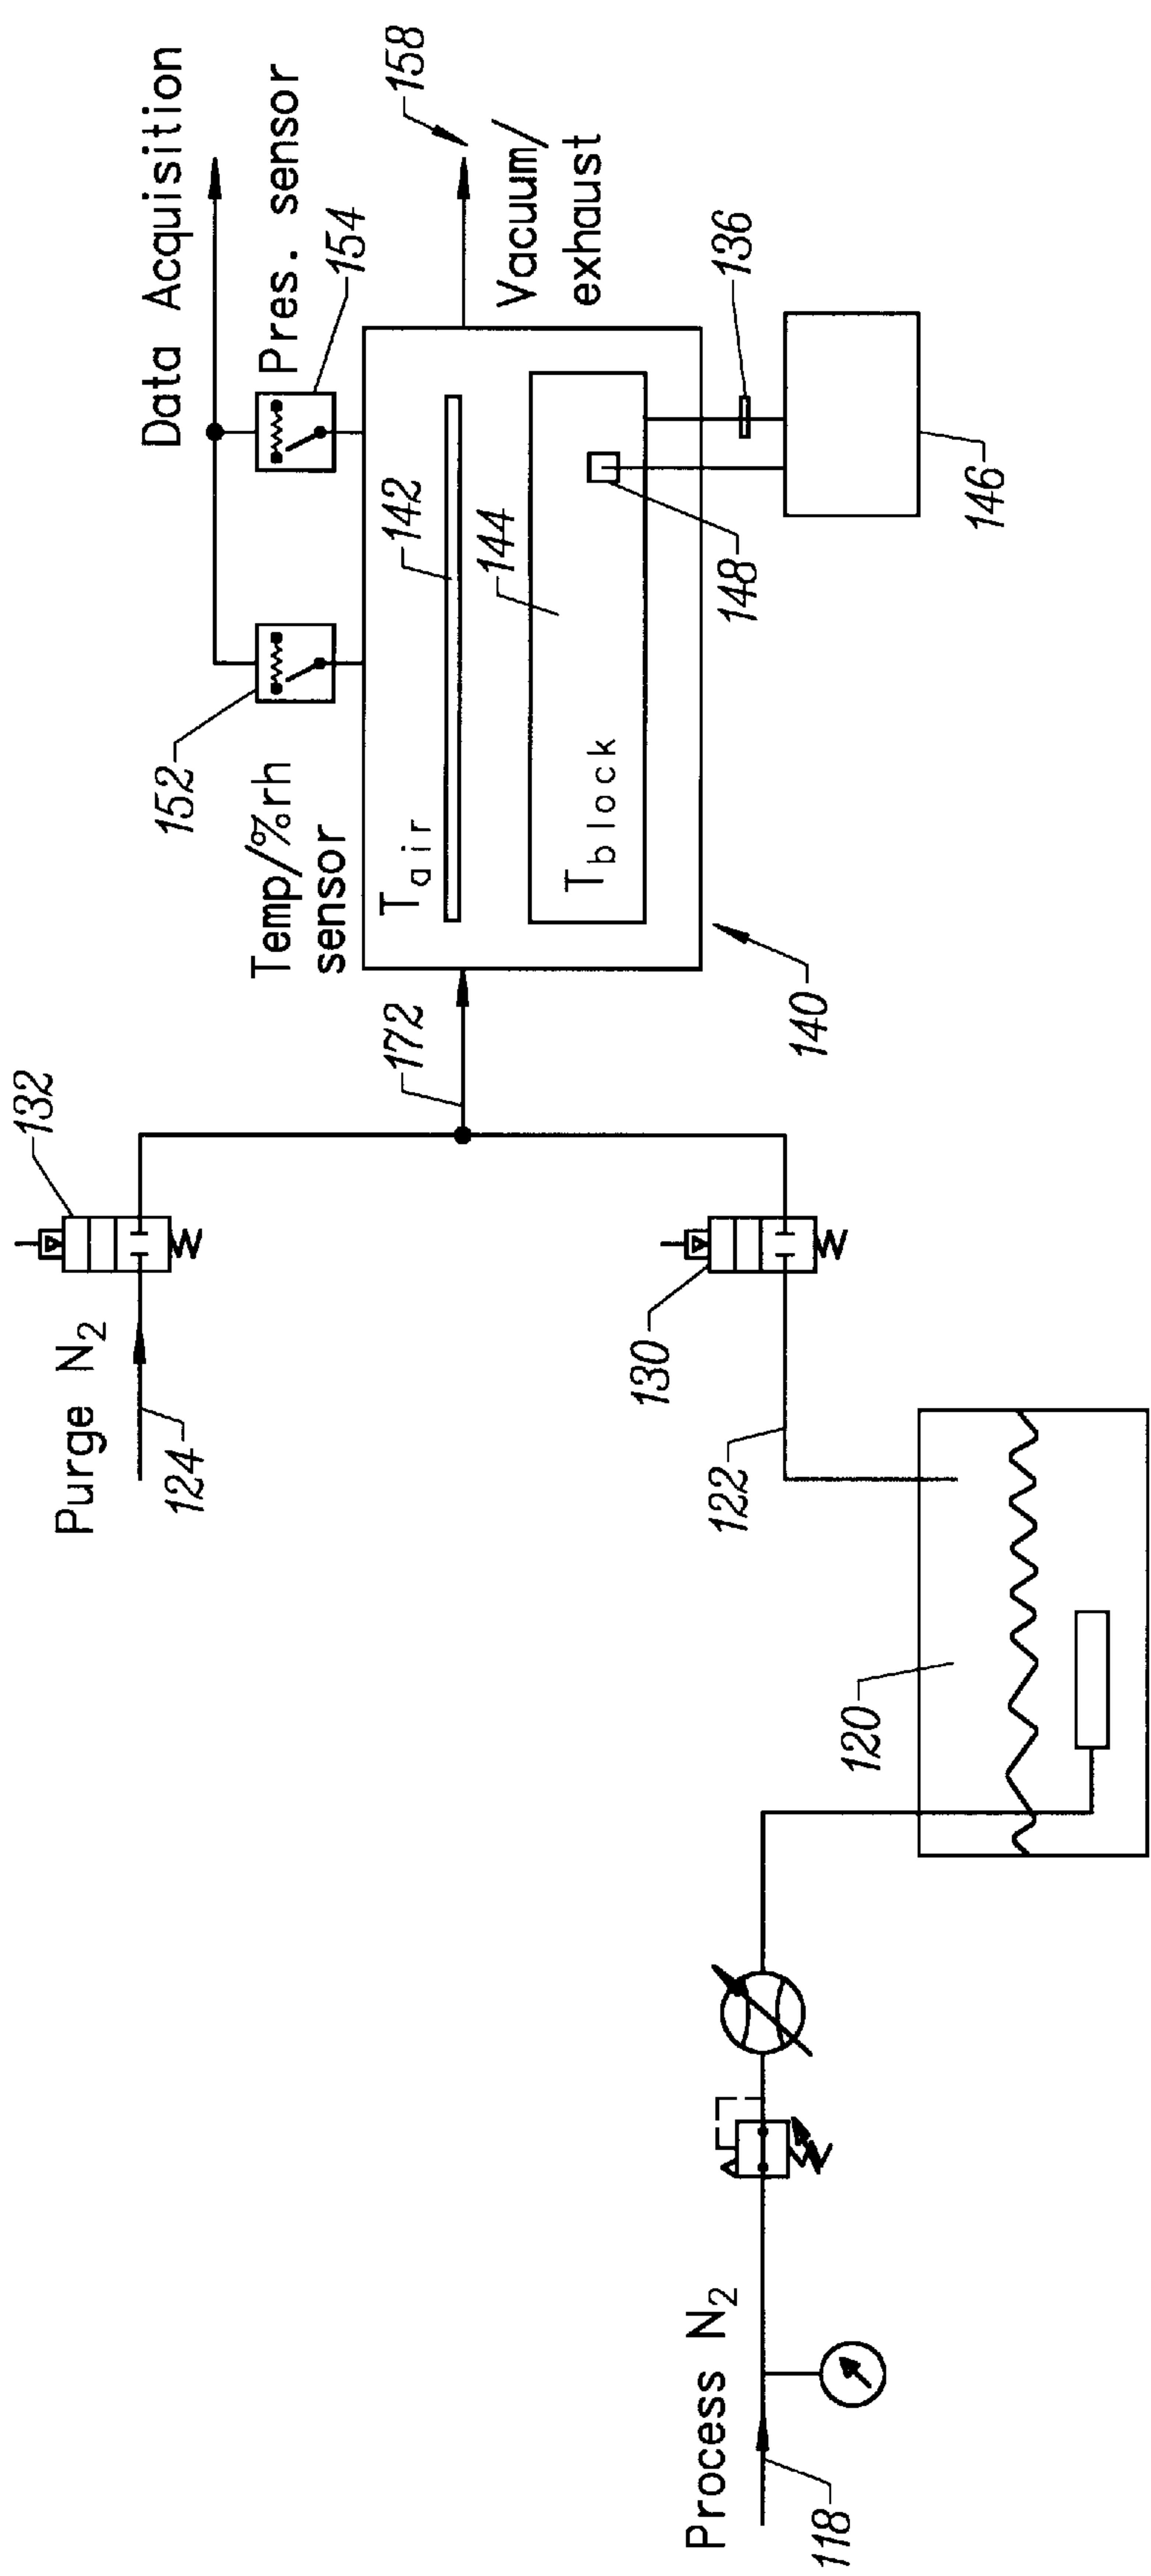 Data Acquisition
Pres. sensor
154
158
Vacuum/
exhaust
152
Temp/%rh
sensor
142
Tair
144
Tblock
136
148
146
140
172
132
Purge N2
124
130
122
120
Process N2
118